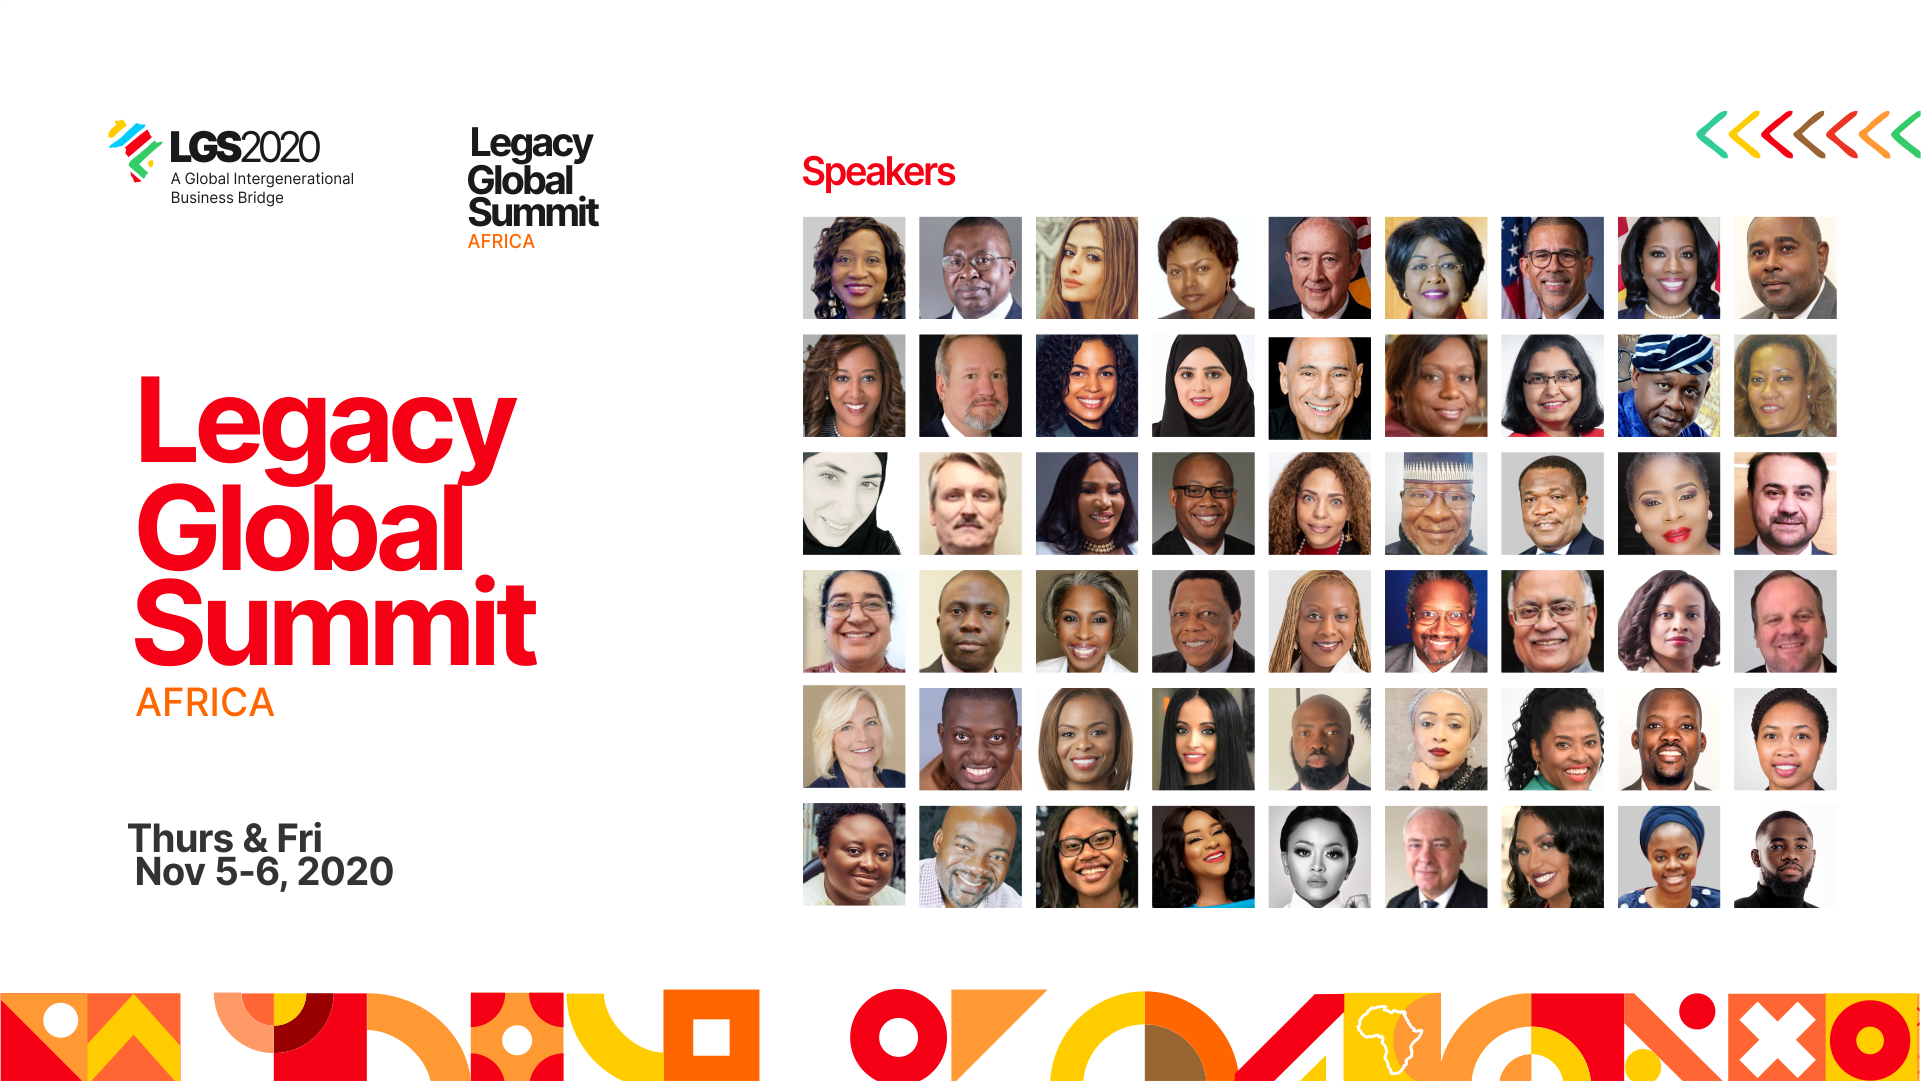 LGS2020
A Global Intergenerational
Business Bridge
Legacy
Global
Summit
AFRICA
Speakers
Legacy
Global
Summit
AFRICA
Thurs & Fri
Nov 5-6, 2020